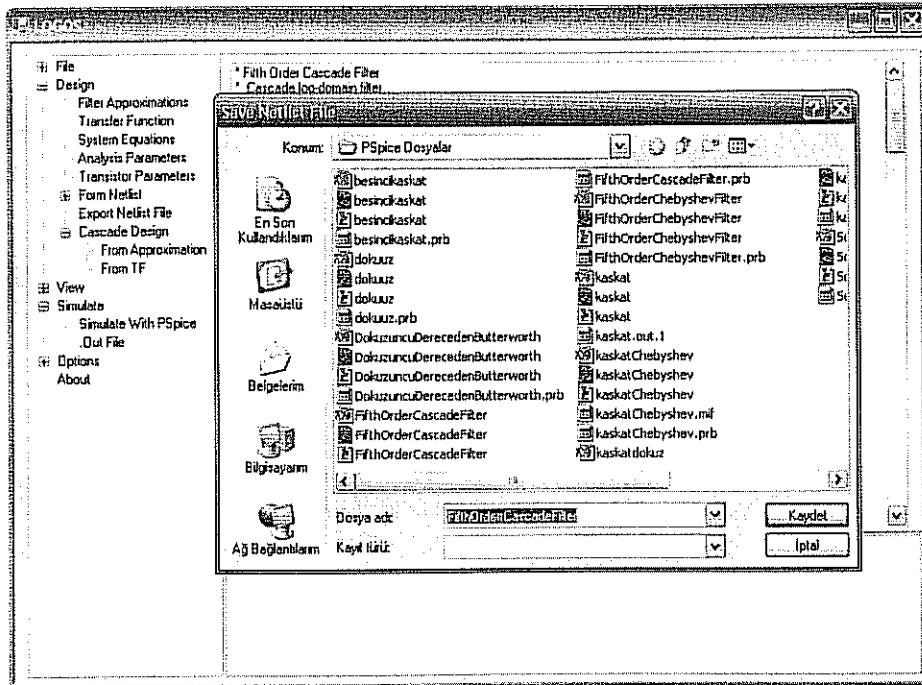 LOGOS
File
Design
Filter Approximations
Transfer Function
System Equations
Analysis Parameters
Transistor Parameters
Form Netlist
Export Netlist File
Cascade Design
From Approximation
From TF
View
Simulate
Simulate With PSpice
.Out File
Options
About
* Fifth Order Cascade Filter
* Cascade log-domain filter
Save Netlist File
Konum:
PSpice Dosyalar
En Son
Kullandıklarım
Masaüstü
Belgelerim
Bilgisayarım
Ağ Bağlantılarım
besincikaskat
besincikaskat
besincikaskat
besincikaskat.prb
dokuuz
dokuuz
dokuuz
dokuuz.prb
DokuzuncuDerecedenButterworth
DokuzuncuDerecedenButterworth
DokuzuncuDerecedenButterworth
DokuzuncuDerecedenButterworth.prb
FifthOrderCascadeFilter
FifthOrderCascadeFilter
FifthOrderCascadeFilter
FifthOrderCascadeFilter.prb
FifthOrderChebyshevFilter
FifthOrderChebyshevFilter
FifthOrderChebyshevFilter
FifthOrderChebyshevFilter.prb
kaskat
kaskat
kaskat
kaskat.out.1
kaskatChebyshev
kaskatChebyshev
kaskatChebyshev
kaskatChebyshev.mif
kaskatChebyshev.prb
kaskatdokuz
Dosya adı:
FifthOrderCascadeFilter
Kaydet
Kayıt türü:
İptal